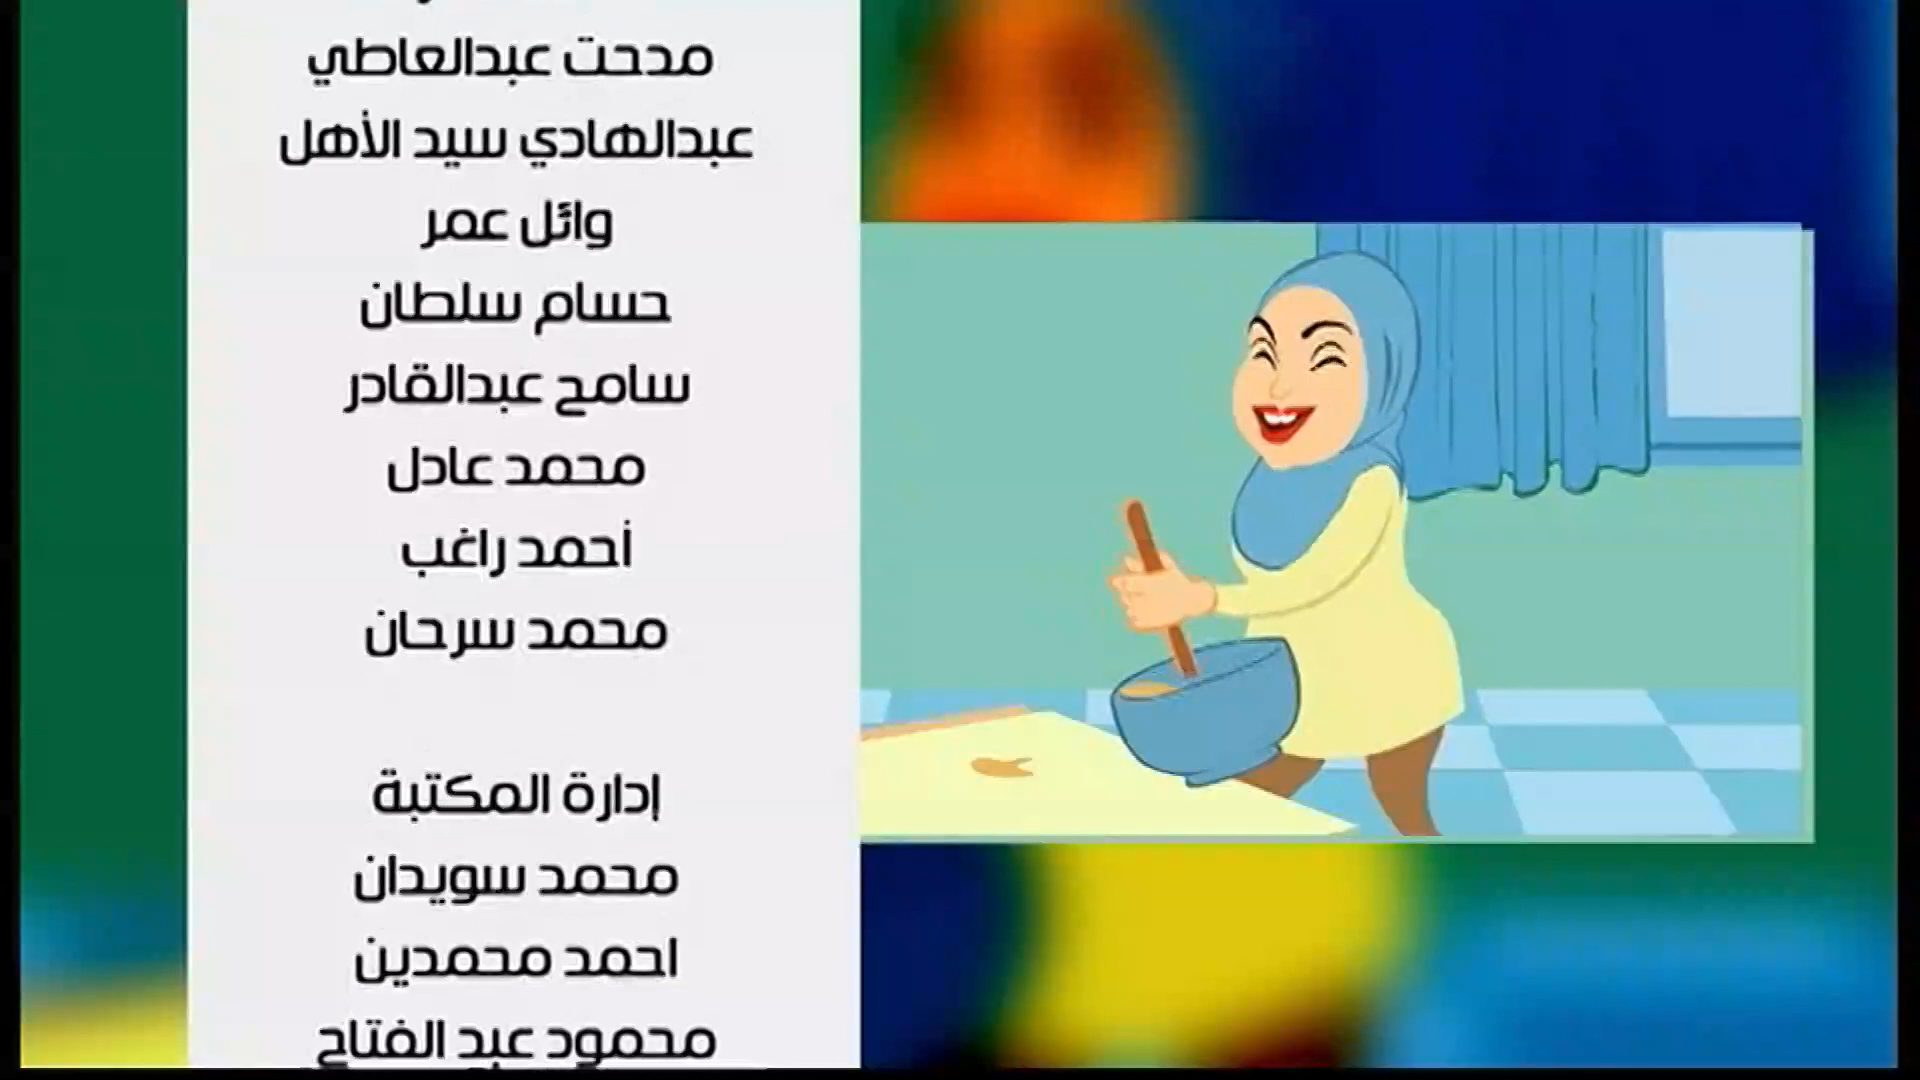 مدحت عبدالعاطي
عبدالهادي سيد الأهل
وائل عمر
حسام سلطان
سامح عبدالقادر
محمد عادل
أحمد راغب
محمد سرحان
إدارة المكتبة
محمد سويدان
احمد محمدين
محمود عبد الفتاح